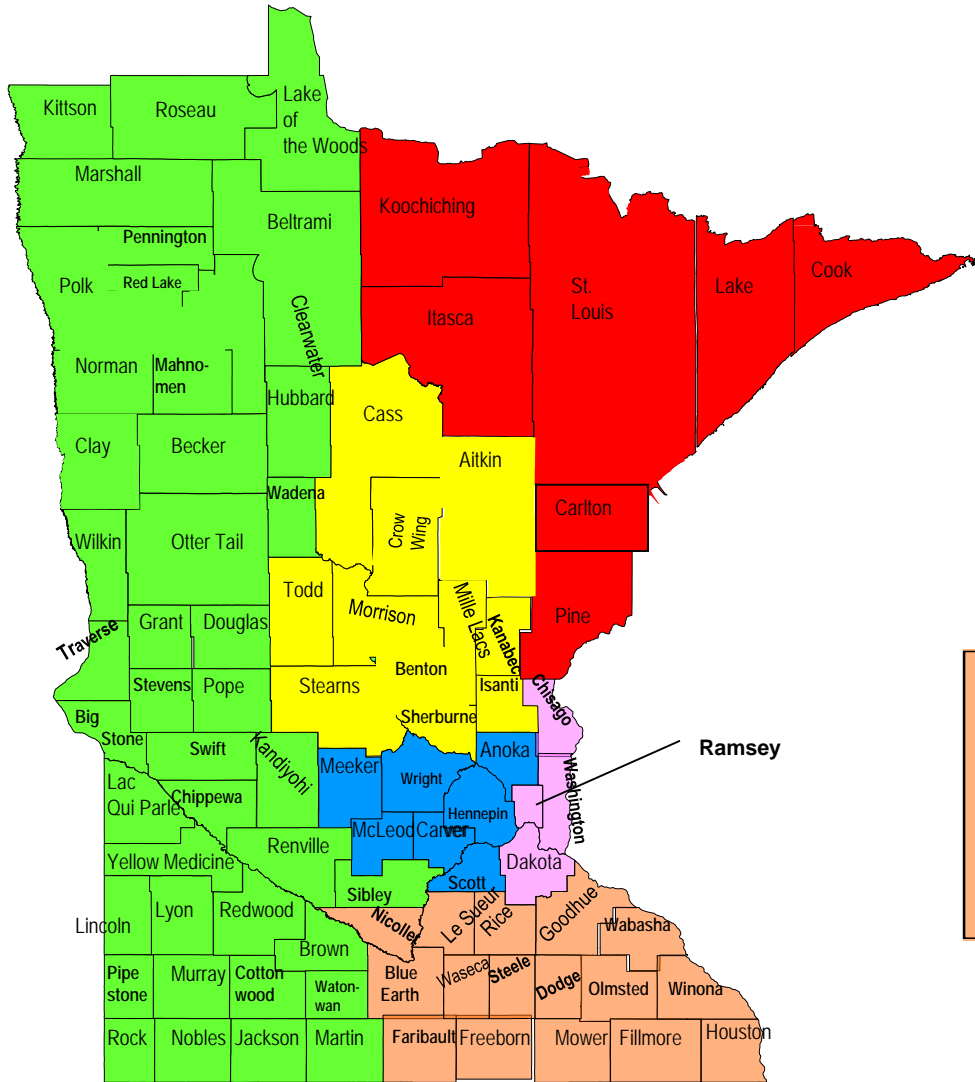 Kittson
Roseau
Lake
of
the Woods
Marshall
Koochiching
Beltrami
Pennington
Polk
Red Lake
St.
Louis
Lake
Cook
Clearwater
Itasca
Norman
Mahno-
men
Hubbard
Cass
Clay
Becker
Aitkin
Wadena
Carlton
Wilkin
Otter Tail
Crow
Wing
Todd
Morrison
Mille Lacs
Kanabec
Pine
Traverse
Grant
Douglas
Stevens
Pope
Stearns
Benton
Isanti
Chisago
Big
Stone
Sherburne
Swift
Kandiyohi
Meeker
Wright
Anoka
Ramsey
Washington
Lac
Qui Parle
Chippewa
Hennepin
McLeod
Carver
Renville
Yellow Medicine
Dakota
Sibley
Scott
Lincoln
Lyon
Redwood
Nicollet
Le Sueur
Rice
Goodhue
Wabasha
Brown
Pipe
stone
Murray
Cotton
wood
Waton-
wan
Blue
Earth
Waseca
Steele
Dodge
Olmsted
Winona
Rock
Nobles
Jackson
Martin
Faribault
Freeborn
Mower
Fillmore
Houston